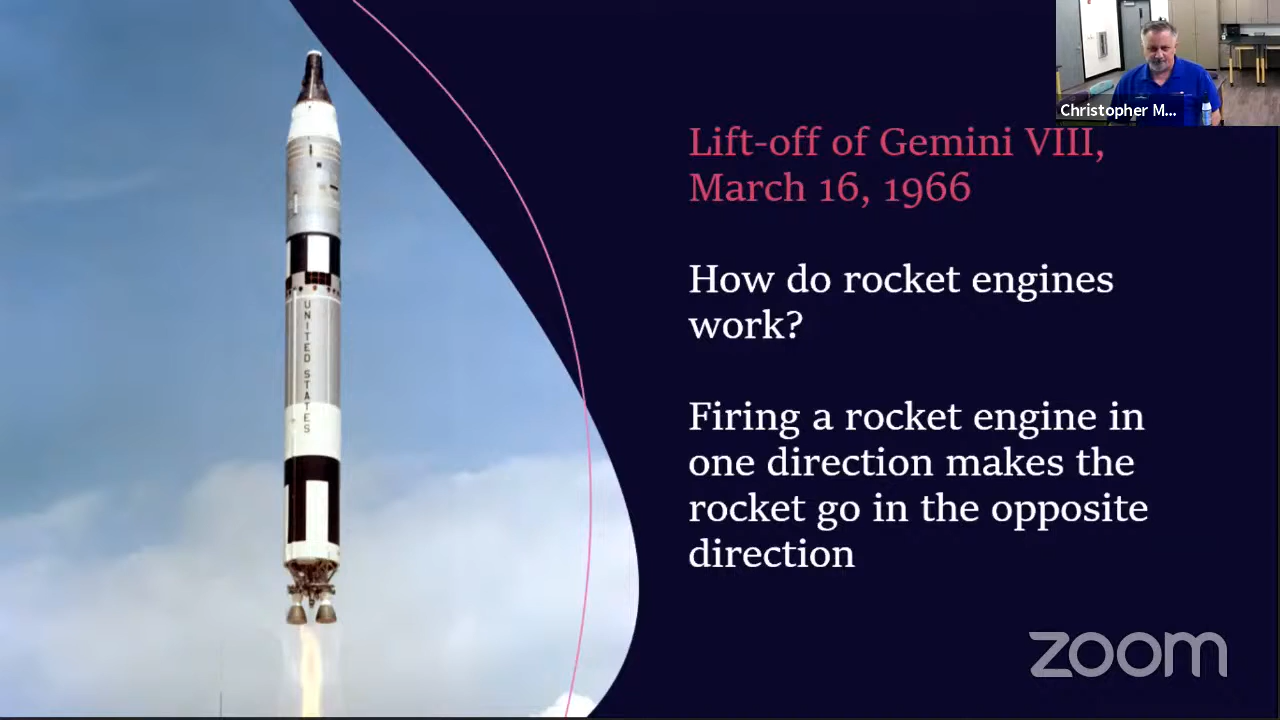 Christopher M...
Lift-off of Gemini VIII,
March 16, 1966
How do rocket engines
work?
Firing a rocket engine in
one direction makes the
rocket go in the opposite
direction
UNITED STATES
zoom